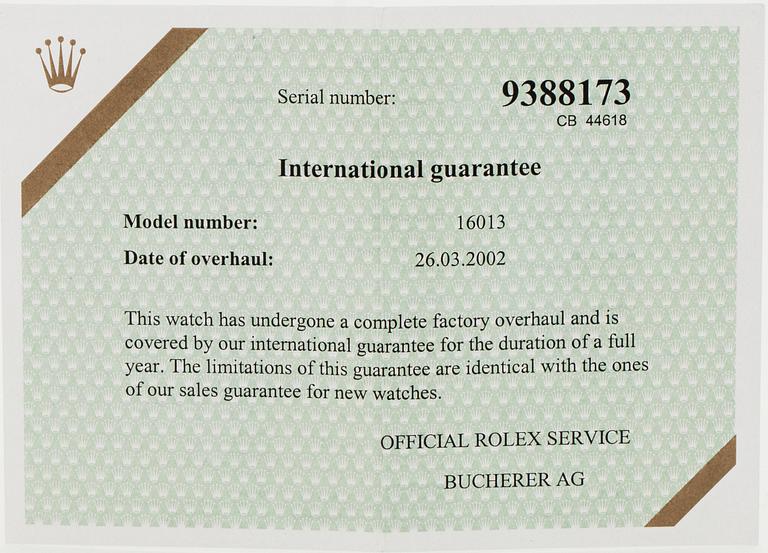 Serial number: 9388173
CB 44618
International guarantee
Model number: 16013
Date of overhaul: 26.03.2002
This watch has undergone a complete factory overhaul and is
covered by our international guarantee for the duration of a full
year. The limitations of this guarantee are identical with the ones
of our sales guarantee for new watches.
OFFICIAL ROLEX SERVICE
BUCHERER AG